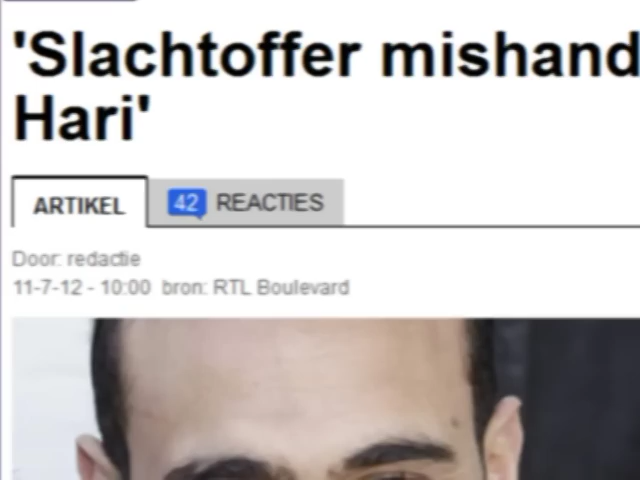 'Slachtoffer mishand
Hari'
ARTIKEL
42 REACTIES
Door: redactie
11-7-12 - 10:00 bron: RTL Boulevard